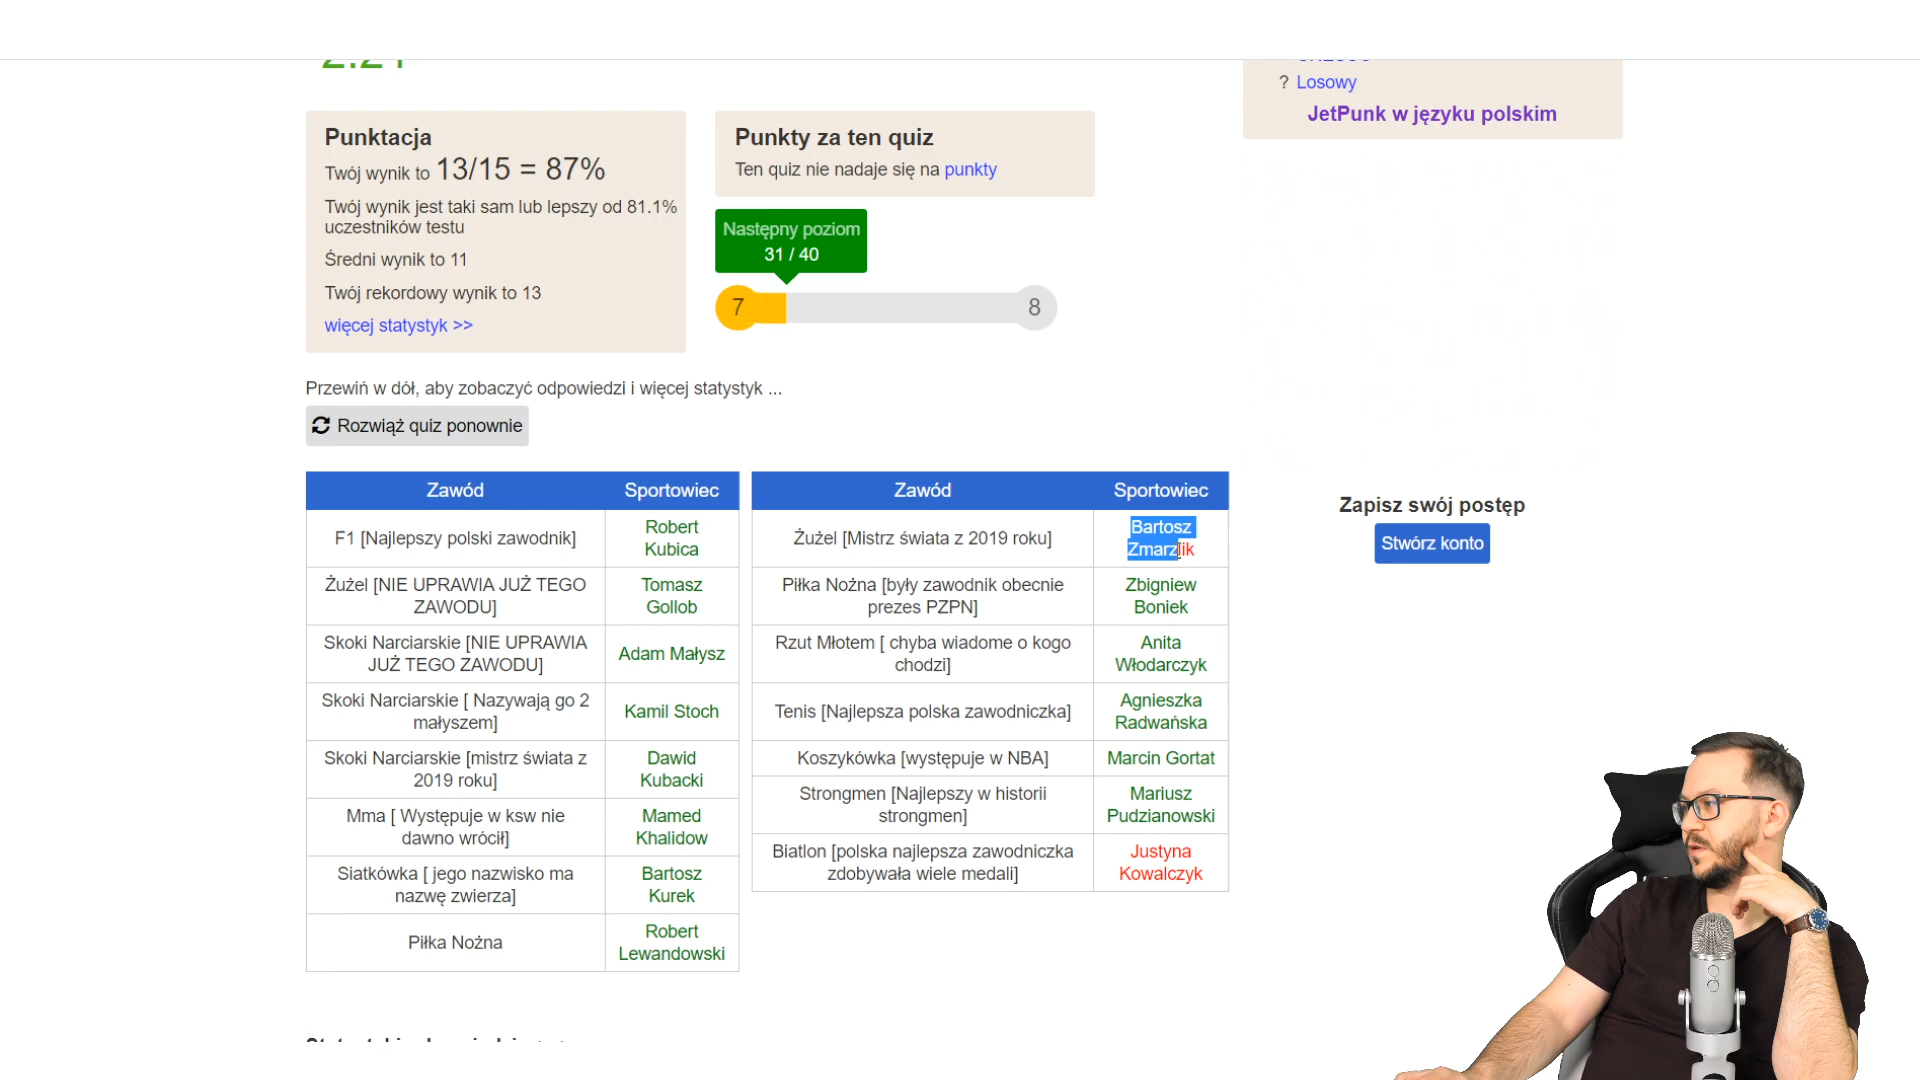 ? Losowy
JetPunk w języku polskim
Punktacja
Twój wynik to 13/15 = 87%
Twój wynik jest taki sam lub lepszy od 81.1%
uczestników testu
Średni wynik to 11
Twój rekordowy wynik to 13
więcej statystyk >>
Punkty za ten quiz
Ten quiz nie nadaje się na punkty
Następny poziom
31 / 40
7
8
Przewiń w dół, aby zobaczyć odpowiedzi i więcej statystyk ...
Rozwiąż quiz ponownie
Zawód Sportowiec
F1 [Najlepszy polski zawodnik]
Robert
Kubica
Żużel [NIE UPRAWIA JUŻ TEGO
ZAWODU]
Tomasz
Gollob
Skoki Narciarskie [NIE UPRAWIA
JUŻ TEGO ZAWODU]
Adam Małysz
Skoki Narciarskie [ Nazywają go 2
małyszem]
Kamil Stoch
Skoki Narciarskie [mistrz świata z
2019 roku]
Dawid
Kubacki
Mma [ Występuje w ksw nie
dawno wrócił]
Mamed
Khalidow
Siatkówka [ jego nazwisko ma
nazwę zwierza]
Bartosz
Kurek
Piłka Nożna
Robert
Lewandowski
Zawód Sportowiec
Żużel [Mistrz świata z 2019 roku]
Bartosz
Zmarzlik
Piłka Nożna [były zawodnik obecnie
prezes PZPN]
Zbigniew
Boniek
Rzut Młotem [ chyba wiadome o kogo
chodzi]
Anita
Włodarczyk
Tenis [Najlepsza polska zawodniczka]
Agnieszka
Radwańska
Koszykówka [występuje w NBA]
Marcin Gortat
Strongmen [Najlepszy w historii
strongmen]
Mariusz
Pudzianowski
Biatlon [polska najlepsza zawodniczka
zdobywała wiele medali]
Justyna
Kowalczyk
Zapisz swój postęp
Stwórz konto